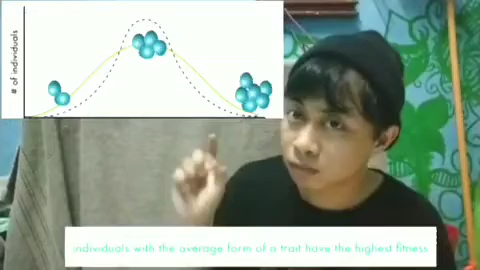 # of individuals
individuals with the average form of a trait have the highest fitness